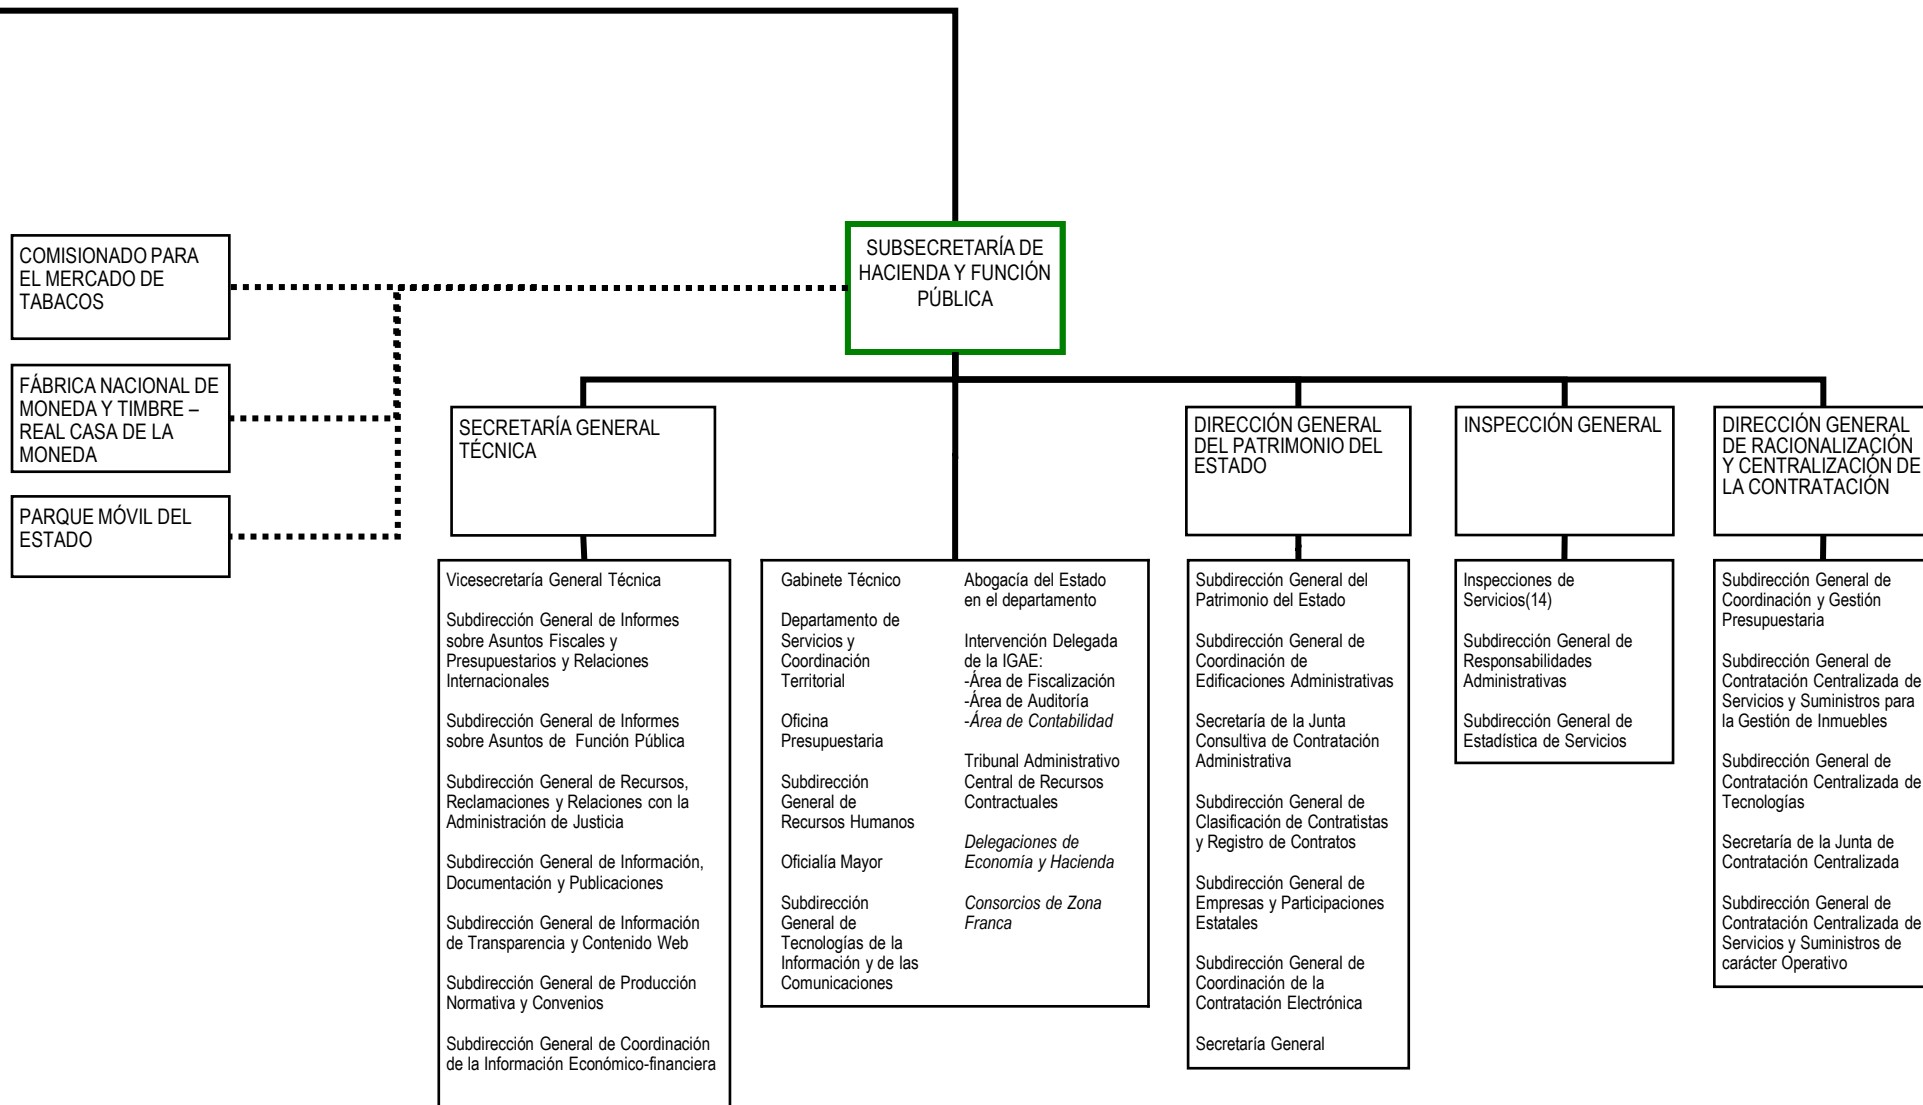 SUBSECRETARÍA DE
HACIENDA Y FUNCIÓN
PÚBLICA
COMISIONADO PARA
EL MERCADO DE
TABACOS
FÁBRICA NACIONAL DE
MONEDA Y TIMBRE –
REAL CASA DE LA
MONEDA
PARQUE MÓVIL DEL
ESTADO
SECRETARÍA GENERAL
TÉCNICA
Vicesecretaría General Técnica
Subdirección General de Informes
sobre Asuntos Fiscales y
Presupuestarios y Relaciones
Internacionales
Subdirección General de Informes
sobre Asuntos de Función Pública
Subdirección General de Recursos,
Reclamaciones y Relaciones con la
Administración de Justicia
Subdirección General de Información,
Documentación y Publicaciones
Subdirección General de Información
de Transparencia y Contenido Web
Subdirección General de Producción
Normativa y Convenios
Subdirección General de Coordinación
de la Información Económico-financiera
Gabinete Técnico
Departamento de
Servicios y
Coordinación
Territorial
Oficina
Presupuestaria
Subdirección
General de
Recursos Humanos
Oficialía Mayor
Subdirección
General de
Tecnologías de la
Información y de las
Comunicaciones
Abogacía del Estado
en el departamento
Intervención Delegada
de la IGAE:
-Área de Fiscalización
-Área de Auditoría
-Área de Contabilidad
Tribunal Administrativo
Central de Recursos
Contractuales
Delegaciones de
Economía y Hacienda
Consorcios de Zona
Franca
DIRECCIÓN GENERAL
DEL PATRIMONIO DEL
ESTADO
Subdirección General del
Patrimonio del Estado
Subdirección General de
Coordinación de
Edificaciones Administrativas
Secretaría de la Junta
Consultiva de Contratación
Administrativa
Subdirección General de
Clasificación de Contratistas
y Registro de Contratos
Subdirección General de
Empresas y Participaciones
Estatales
Subdirección General de
Coordinación de la
Contratación Electrónica
Secretaría General
INSPECCIÓN GENERAL
Inspecciones de
Servicios(14)
Subdirección General de
Responsabilidades
Administrativas
Subdirección General de
Estadística de Servicios
DIRECCIÓN GENERAL
DE RACIONALIZACIÓN
Y CENTRALIZACIÓN DE
LA CONTRATACIÓN
Subdirección General de
Coordinación y Gestión
Presupuestaria
Subdirección General de
Contratación Centralizada de
Servicios y Suministros para
la Gestión de Inmuebles
Subdirección General de
Contratación Centralizada de
Tecnologías
Secretaría de la Junta de
Contratación Centralizada
Subdirección General de
Contratación Centralizada de
Servicios y Suministros de
carácter Operativo